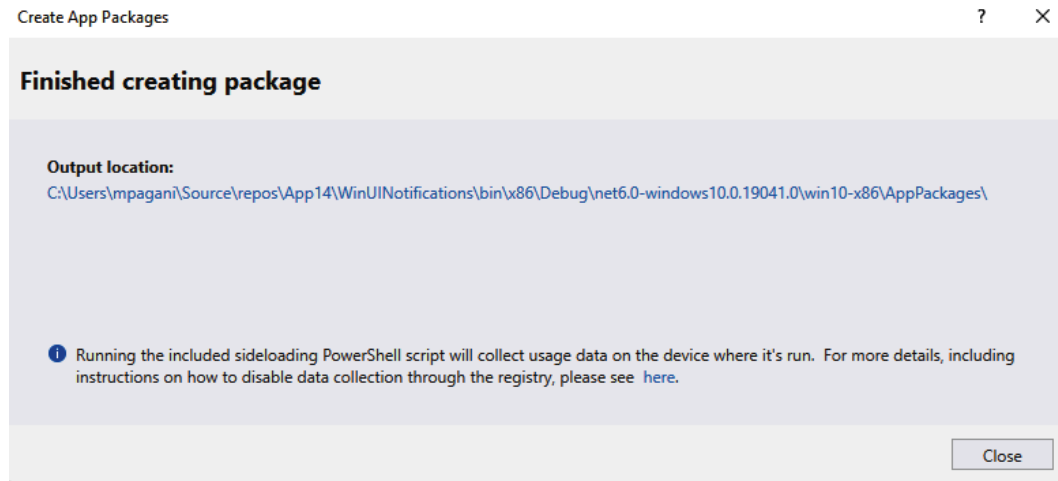 Create App Packages ? ×
Finished creating package
Output location:
C:\Users\mpagani\Source\repos\App14\WinUINotifications\bin\x86\Debug\net6.0-windows10.0.19041.0\win10-x86\AppPackages\
Running the included sideloading PowerShell script will collect usage data on the device where it's run. For more details, including
instructions on how to disable data collection through the registry, please see here.
Close